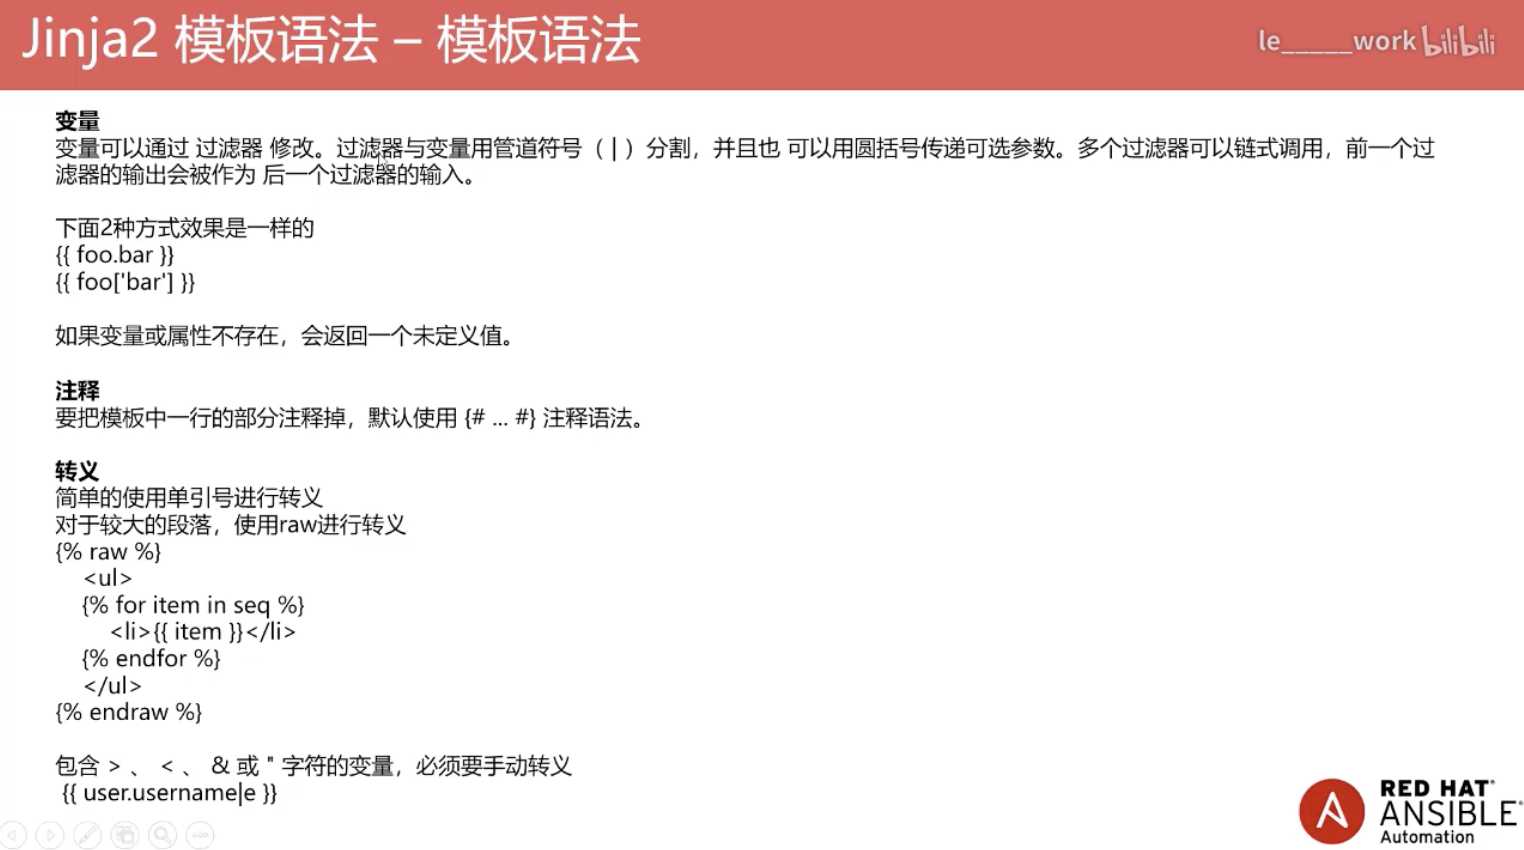 Jinja2 模板语法 – 模板语法
le_____work bilibili
变量
变量可以通过 过滤器 修改。过滤器与变量用管道符号（ | ）分割，并且也 可以用圆括号传递可选参数。多个过滤器可以链式调用，前一个过
滤器的输出会被作为 后一个过滤器的输入。
下面2种方式效果是一样的
{{ foo.bar }}
{{ foo['bar'] }}
如果变量或属性不存在，会返回一个未定义值。
注释
要把模板中一行的部分注释掉，默认使用 {# ... #} 注释语法。
转义
简单的使用单引号进行转义
对于较大的段落，使用raw进行转义
{% raw %}
<ul>
{% for item in seq %}
<li>{{ item }}</li>
{% endfor %}
</ul>
{% endraw %}
包含 > 、 < 、 & 或 " 字符的变量，必须要手动转义
{{ user.username|e }}
RED HAT®
ANSIBLE®
Automation